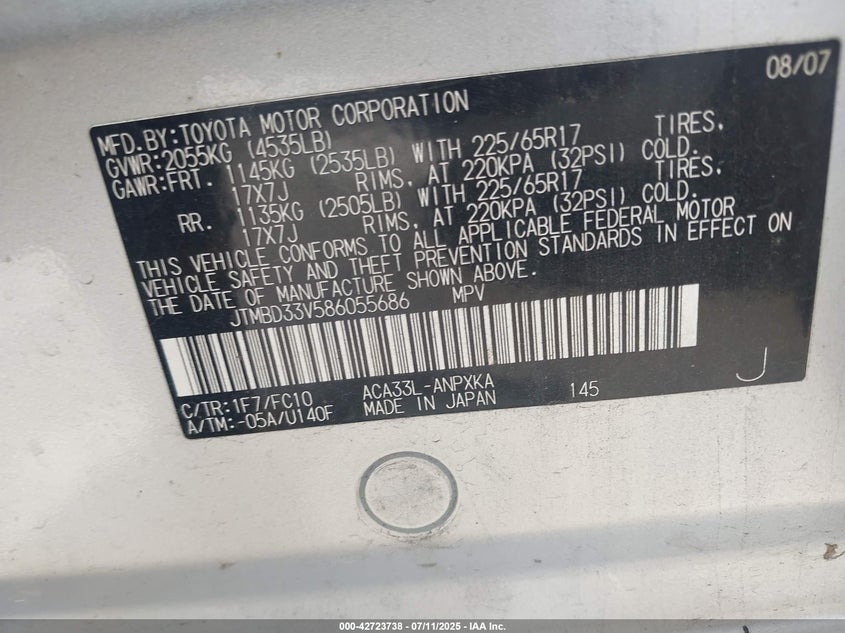 08/07
MFD. BY: TOYOTA MOTOR CORPORATION
GVWR: 2055KG (4535LB)
GAWR: FRT. 1145KG (2535LB) WITH 225/65R17 TIRES,
17X7J RIMS, AT 220KPA (32PSI) COLD.
RR. 1135KG (2505LB) WITH 225/65R17 TIRES,
17X7J RIMS, AT 220KPA (32PSI) COLD.
THIS VEHICLE CONFORMS TO ALL APPLICABLE FEDERAL MOTOR
VEHICLE SAFETY AND THEFT PREVENTION STANDARDS IN EFFECT ON
THE DATE OF MANUFACTURE SHOWN ABOVE.
JTMBD33V586055686 MPV
C/TR: 1F7/FC10 ACA33L-ANPXKA 145 J
A/TM: -05A/U140F MADE IN JAPAN
000-42723738 - 07/11/2025 - IAA Inc.